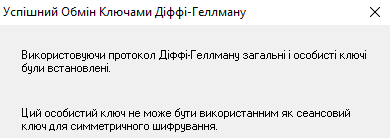 Успішний Обмін Ключами Діффі-Геллману
Використовуючи протокол Діффі-Геллману загальні і особисті ключі
були встановлені.
Ций особистий ключ не може бути використанним як сеансовий
ключ для симметричного шифрування.